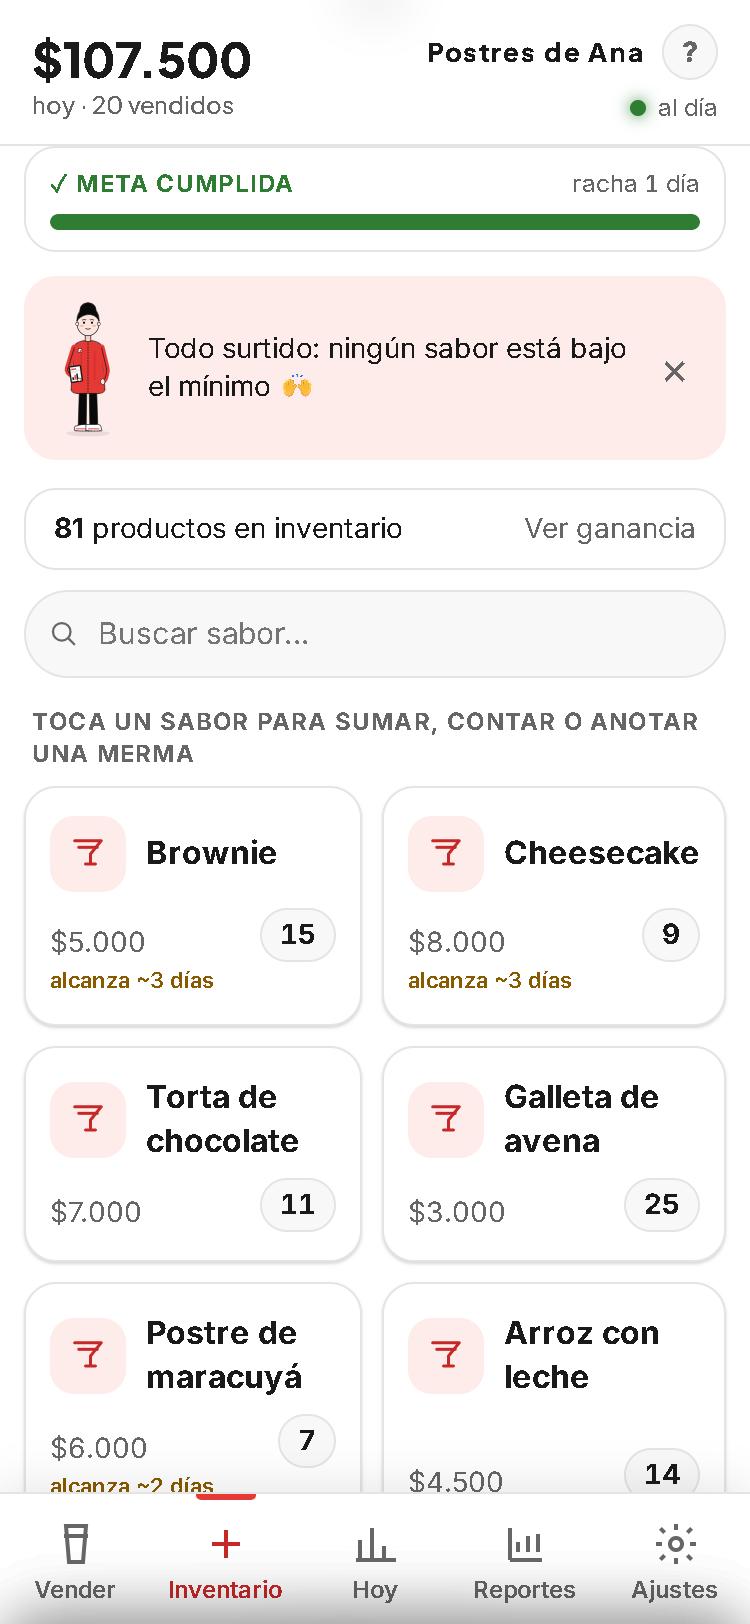 $107.500
Postres de Ana
?
hoy · 20 vendidos
al día
✓ META CUMPLIDA
racha 1 día
Todo surtido: ningún sabor está bajo
el mínimo 🙌
×
81 productos en inventario
Ver ganancia
Buscar sabor...
TOCA UN SABOR PARA SUMAR, CONTAR O ANOTAR
UNA MERMA
Brownie
$5.000
15
alcanza ~3 días
Cheesecake
$8.000
9
alcanza ~3 días
Torta de
chocolate
$7.000
11
Galleta de
avena
$3.000
25
Postre de
maracuyá
$6.000
7
alcanza ~2 días
Arroz con
leche
$4.500
14
Vender
Inventario
Hoy
Reportes
Ajustes